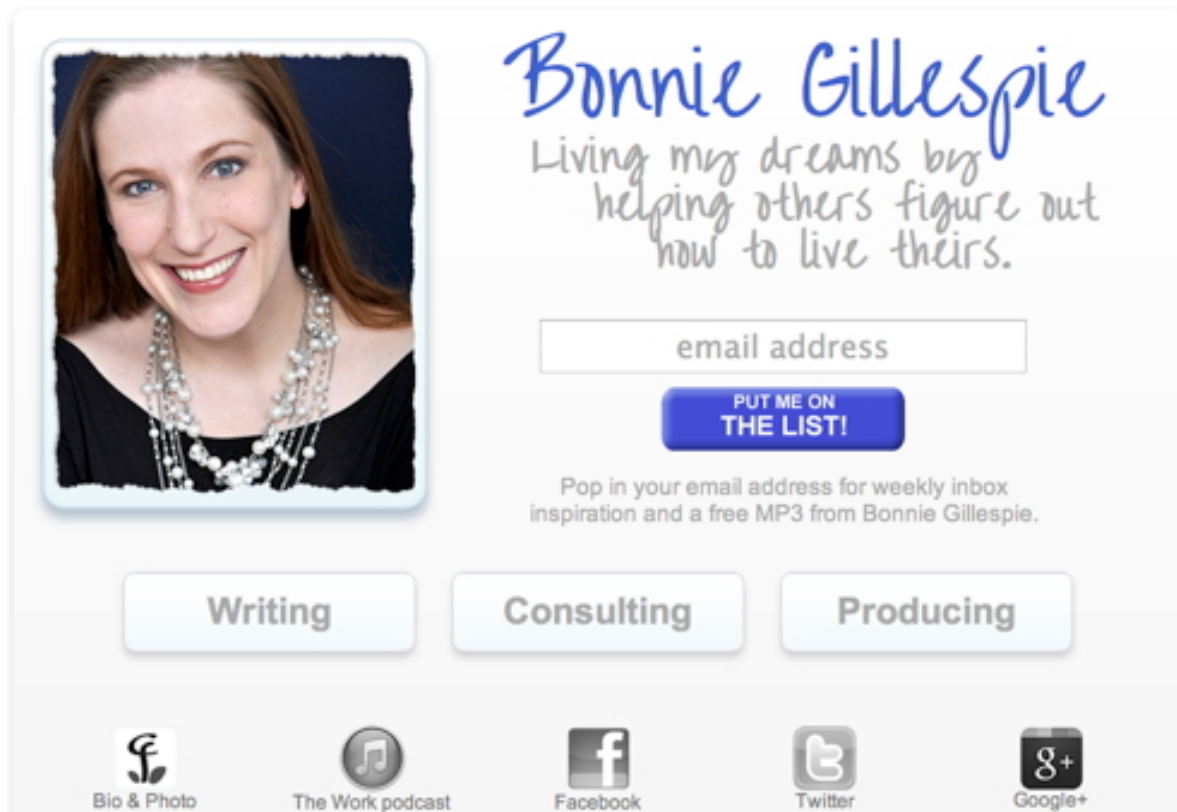 Bonnie Gillespie
Living my dreams by
helping others figure out
how to live theirs.
email address
PUT ME ON
THE LIST!
Pop in your email address for weekly inbox
inspiration and a free MP3 from Bonnie Gillespie.
Writing
Consulting
Producing
Bio & Photo
The Work podcast
f
Facebook
t
Twitter
g+
Google+